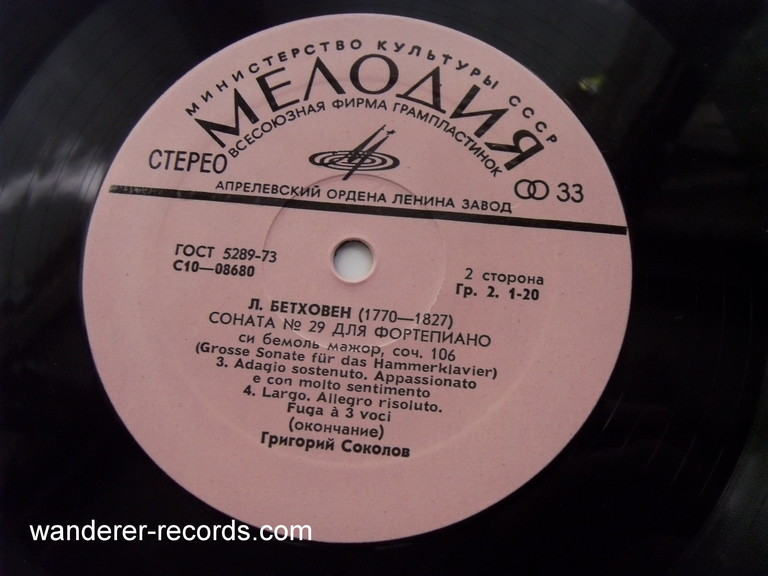 МИНИСТЕРСТВО КУЛЬТУРЫ СССР
МЕЛОДИЯ
ВСЕСОЮЗНАЯ ФИРМА ГРАМПЛАСТИНОК
СТЕРЕО
33
АПРЕЛЕВСКИЙ ОРДЕНА ЛЕНИНА ЗАВОД
ГОСТ 5289-73
С10—08680
2 сторона
Гр. 2. 1-20
Л. БЕТХОВЕН (1770—1827)
СОНАТА № 29 ДЛЯ ФОРТЕПИАНО
си бемоль мажор, соч. 106
(Grosse Sonate für das Hammerklavier)
3. Adagio sostenuto. Appassionato
e con molto sentimento
4. Largo. Allegro risoluto.
Fuga à 3 voci
(окончание)
Григорий Соколов
wanderer-records.com